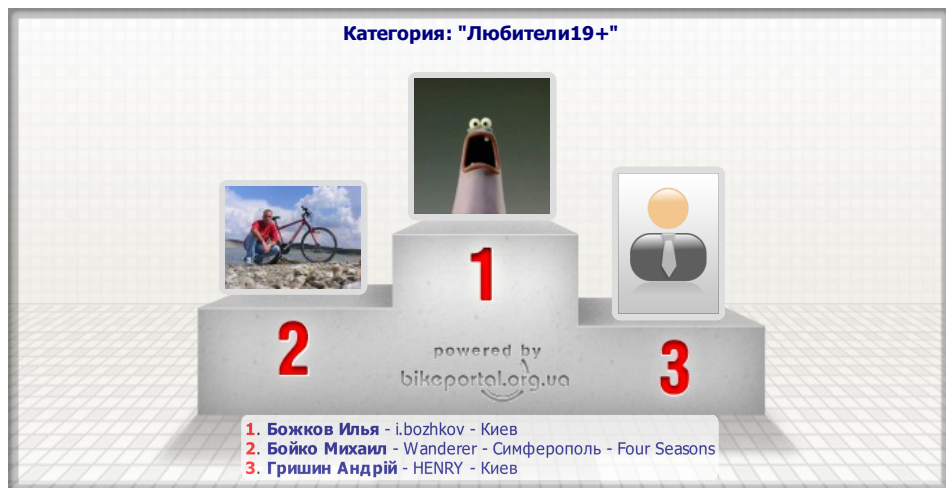 Категория: "Любители19+"
1
2
3
powered by
bikeportal.org.ua
1. Божков Илья - i.bozhkov - Киев
2. Бойко Михаил - Wanderer - Симферополь - Four Seasons
3. Гришин Андрій - HENRY - Киев